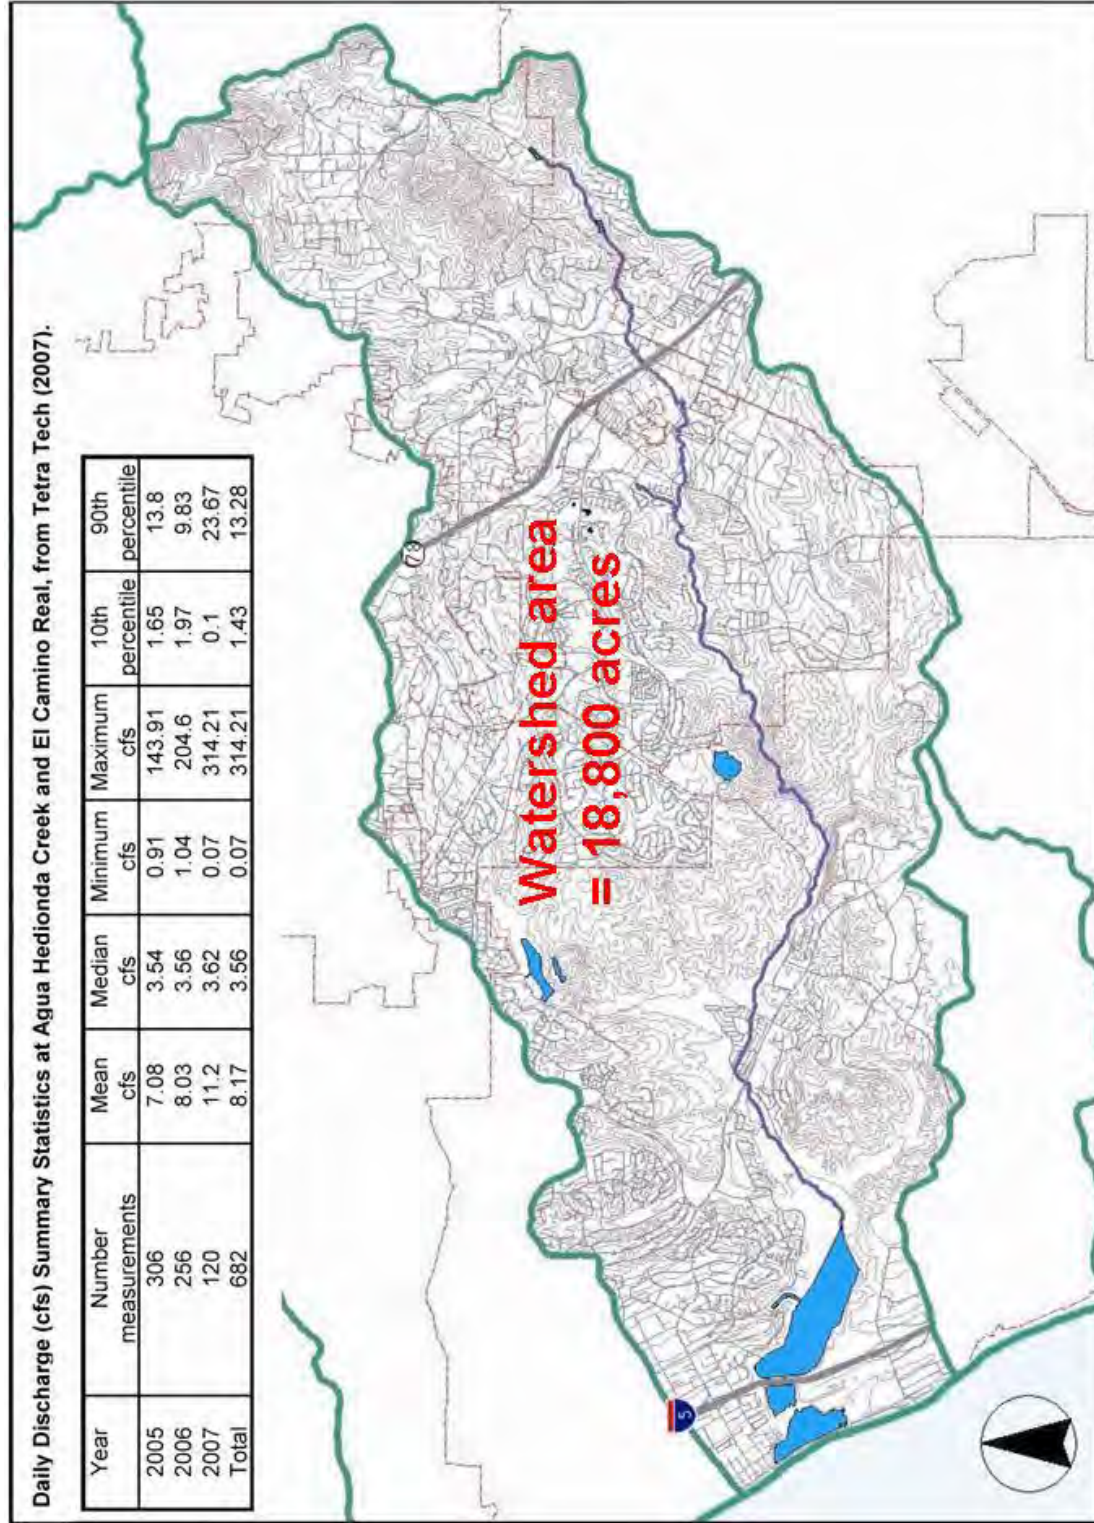 Daily Discharge (cfs) Summary Statistics at Agua Hedionda Creek and El Camino Real, from Tetra Tech (2007).
Year Number measurements Mean cfs Median cfs Minimum cfs Maximum cfs 10th percentile 90th percentile
2005 306 7.08 3.54 0.91 143.91 1.65 13.8
2006 256 8.03 3.56 1.04 204.6 1.97 9.83
2007 120 11.2 3.62 0.07 314.21 0.1 23.67
Total 682 8.17 3.56 0.07 314.21 1.43 13.28
78
Watershed area
= 18,800 acres
5